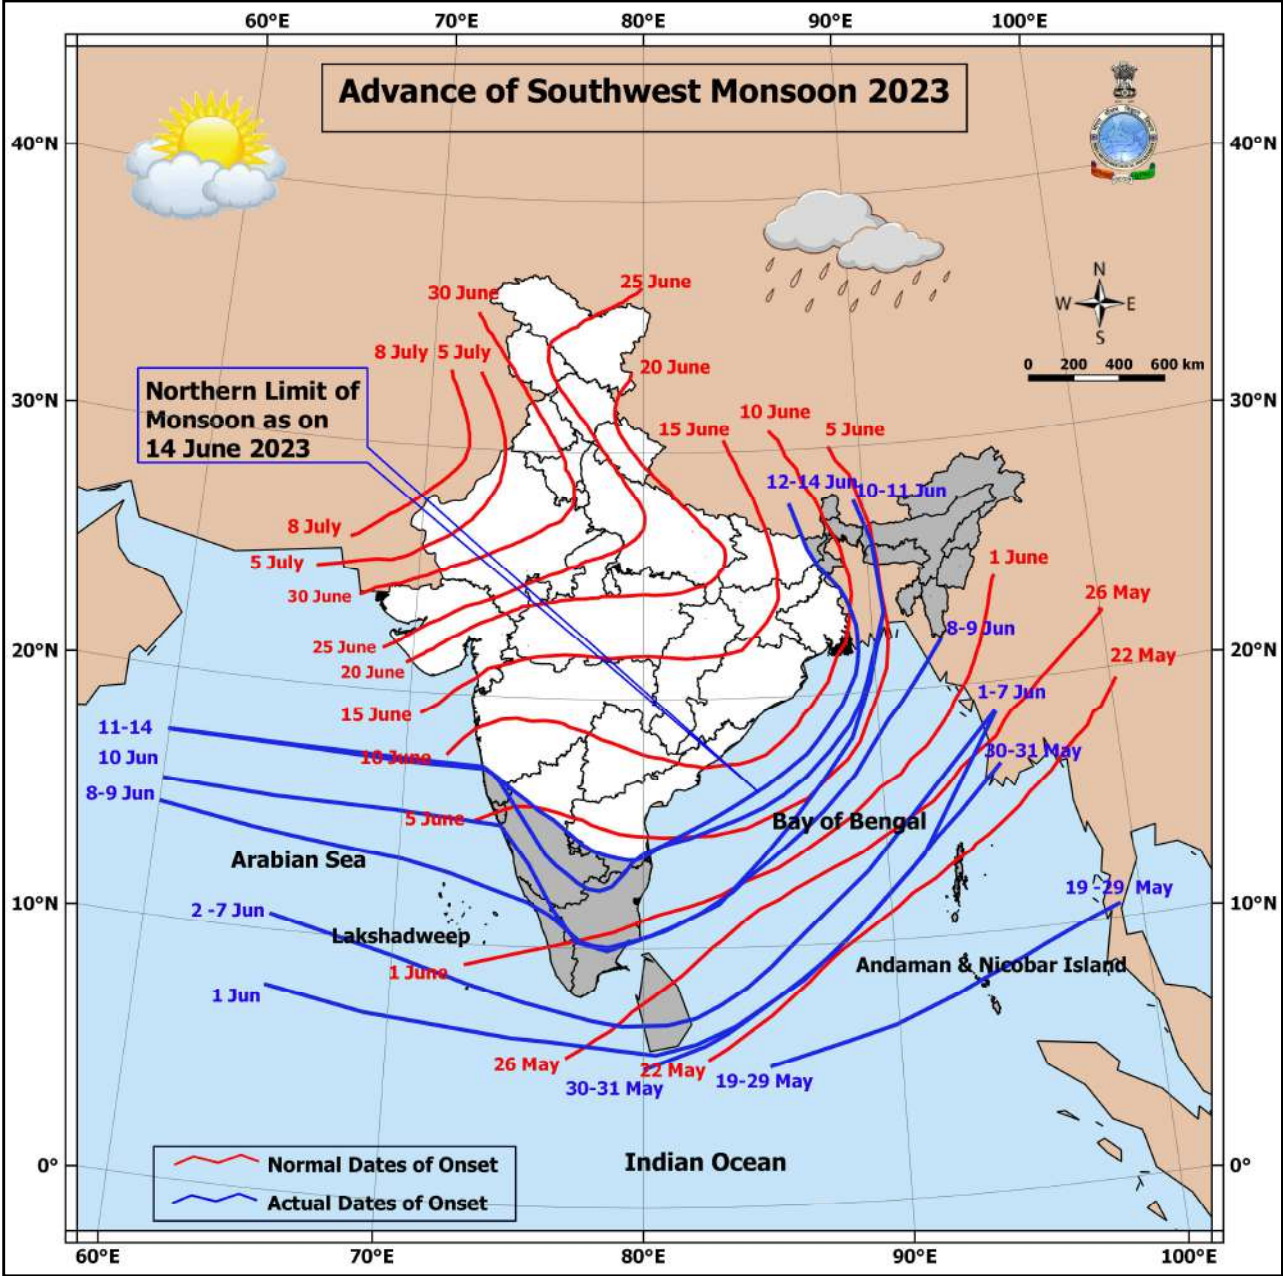 60°E 70°E 80°E 90°E 100°E
Advance of Southwest Monsoon 2023
40°N
40°N
N
W E
S
0 200 400 600 km
25 June
30 June
8 July 5 July
20 June
Northern Limit of
Monsoon as on
14 June 2023
30°N
30°N
10 June
15 June
5 June
12-14 Jun
10-11 Jun
8 July
5 July
1 June
30 June
26 May
8-9 Jun
25 June
20°N
20°N
22 May
20 June
1-7 Jun
15 June
11-14
10 Jun
10 June
30-31 May
8-9 Jun
5 June
Bay of Bengal
Arabian Sea
19 -29 May
10°N
10°N
2 -7 Jun
Lakshadweep
1 June
Andaman & Nicobar Island
1 Jun
26 May
22 May
30-31 May
19-29 May
0°
0°
Indian Ocean
Normal Dates of Onset
Actual Dates of Onset
60°E 70°E 80°E 90°E 100°E